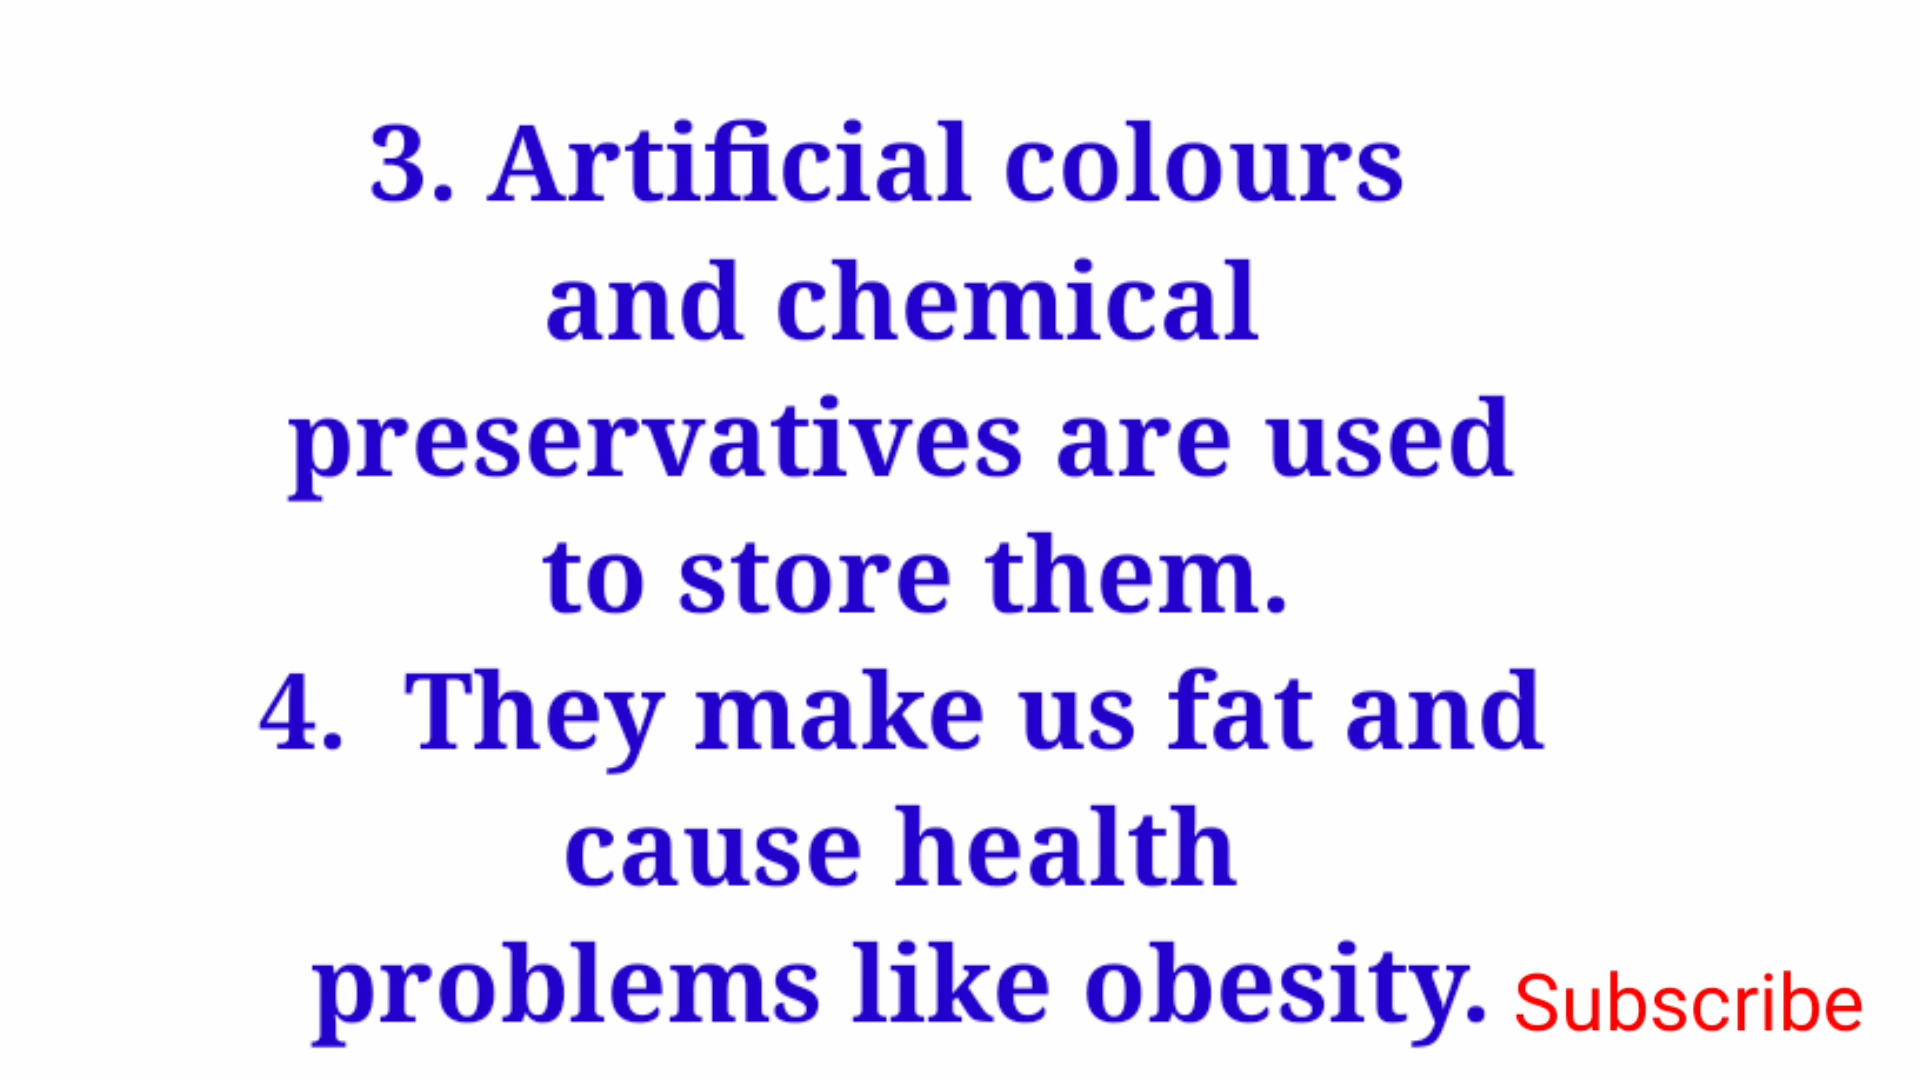 3. Artificial colours
and chemical
preservatives are used
to store them.
4. They make us fat and
cause health
problems like obesity.
Subscribe